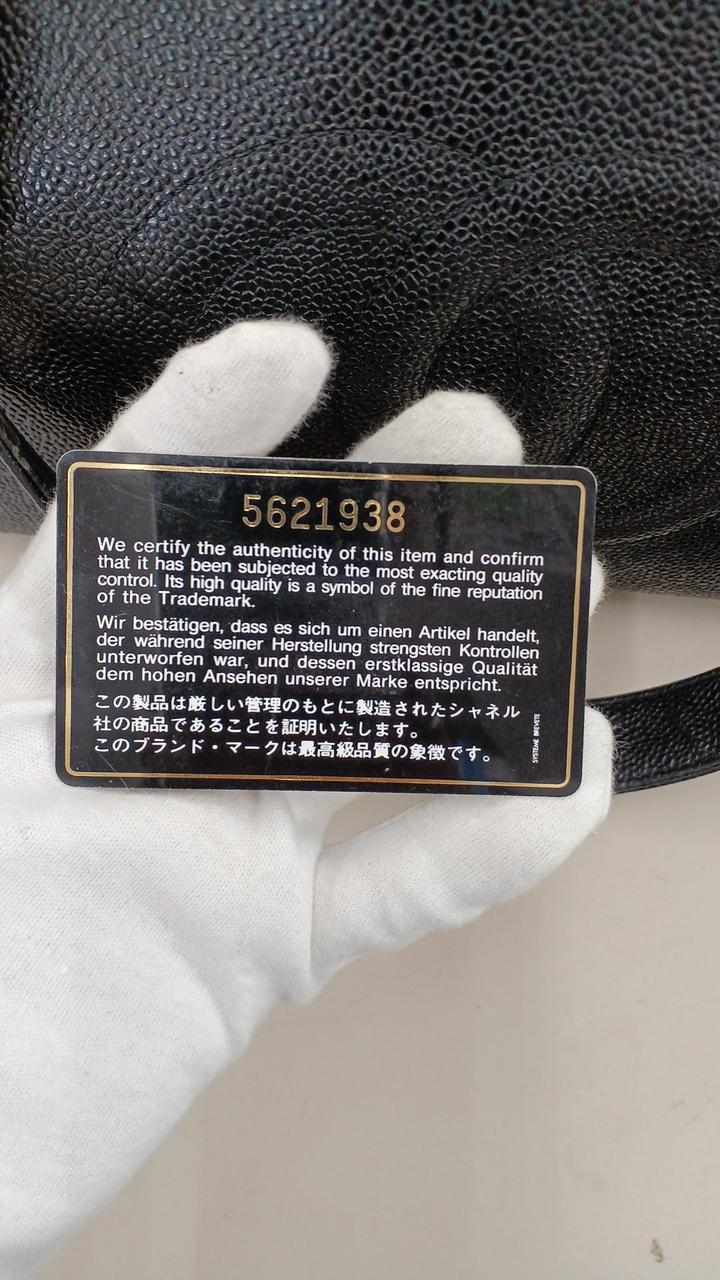 5621938
We certify the authenticity of this item and confirm
that it has been subjected to the most exacting quality
control. Its high quality is a symbol of the fine reputation
of the Trademark.
Wir bestätigen, dass es sich um einen Artikel handelt,
der während seiner Herstellung strengsten Kontrollen
unterworfen war, und dessen erstklassige Qualität
dem hohen Ansehen unserer Marke entspricht.
この製品は厳しい管理のもとに製造されたシャネル
社の商品であることを証明いたします。
このブランド・マークは最高級品質の象徴です。
SYSTEME BREVETE